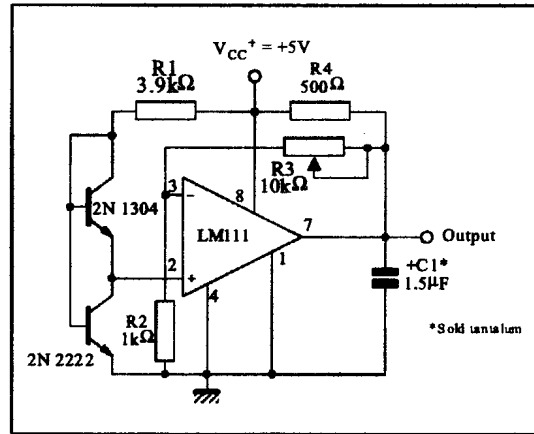 V_CC⁺ = +5V
R1
3.9kΩ
R4
500Ω
R3
10kΩ
3
−
8
2N 1304
LM111
7
Output
2
+
1
4
+C1*
1.5µF
R2
1kΩ
*Sold tantalum
2N 2222